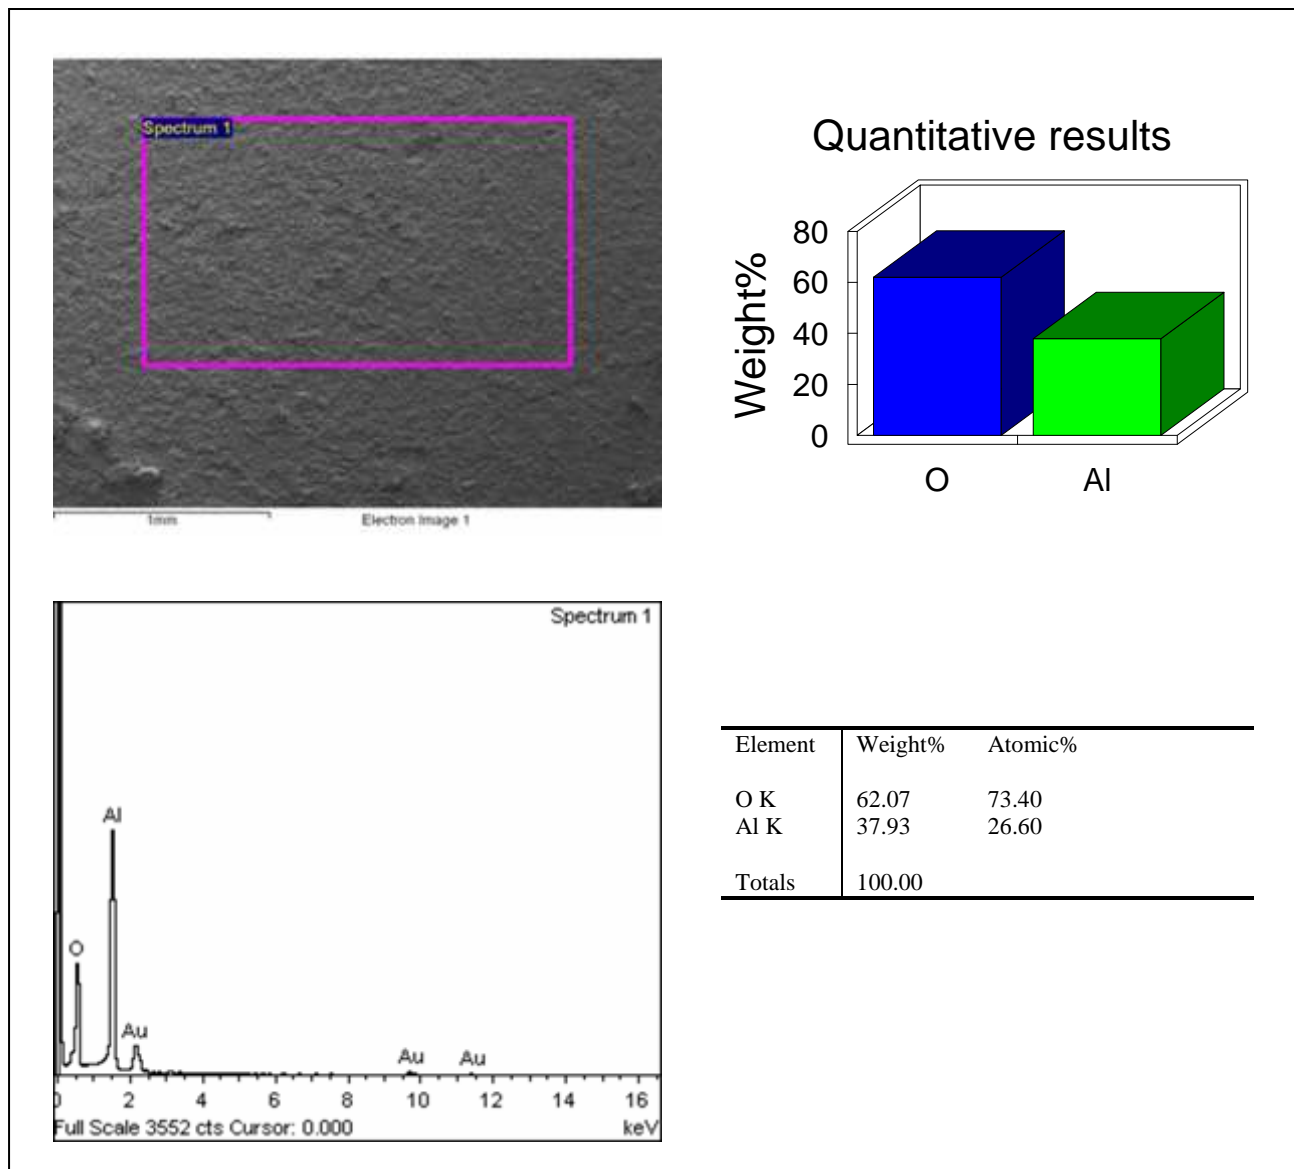 Spectrum 1
1mm Electron Image 1
Quantitative results
Weight%
80
60
40
20
0
O Al
Spectrum 1
Al
O
Au
Au Au
0 2 4 6 8 10 12 14 16
Full Scale 3552 cts Cursor: 0.000 keV
Element Weight% Atomic%
O K 62.07 73.40
Al K 37.93 26.60
Totals 100.00